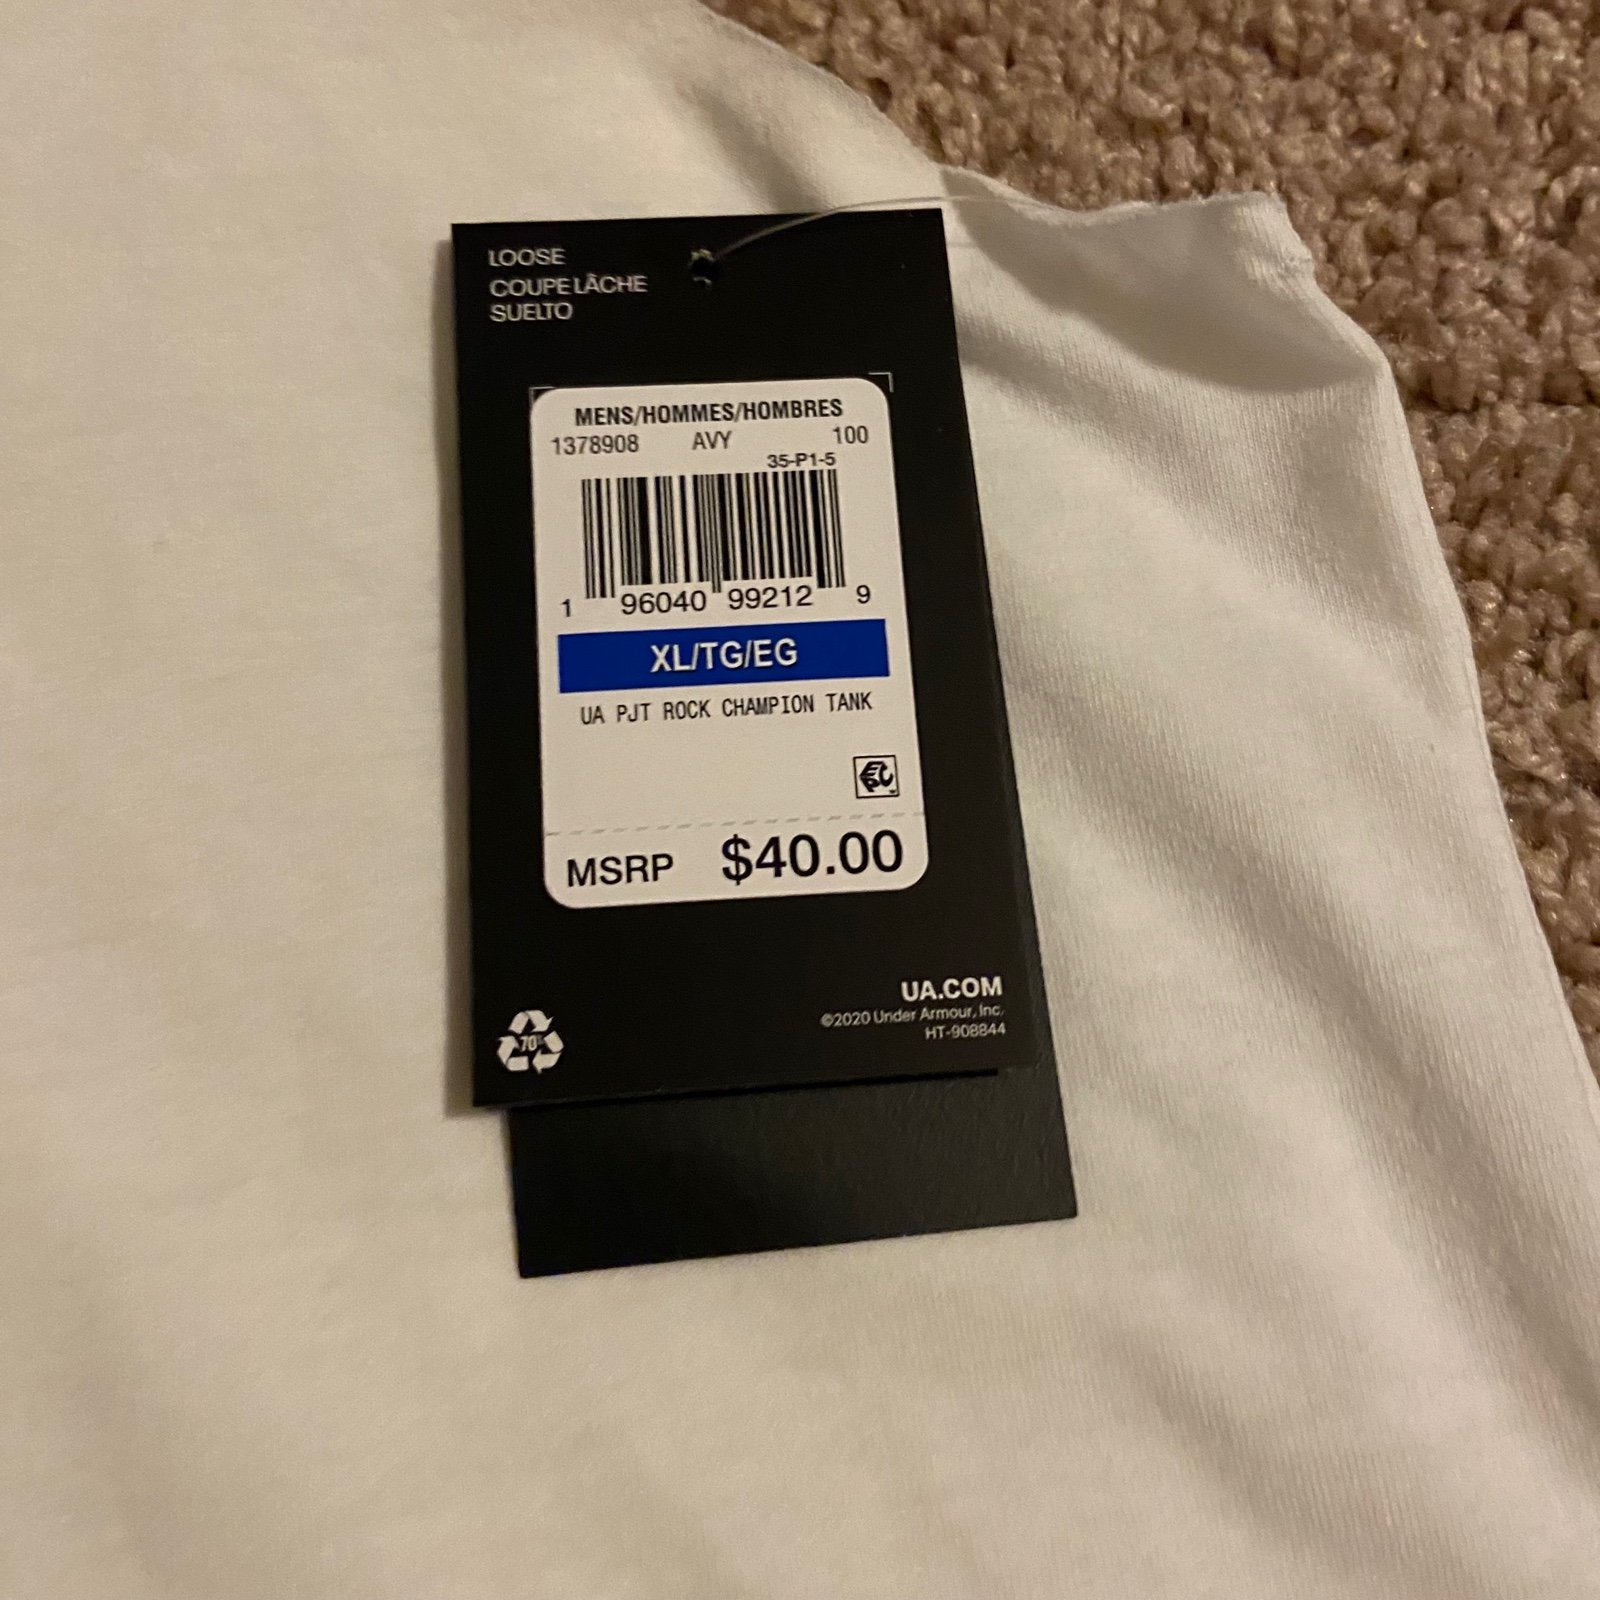 LOOSE
COUPE LÂCHE
SUELTO
MENS/HOMMES/HOMBRES
1378908 AVY 100
35-P1-5
1 96040 99212 9
XL/TG/EG
UA PJT ROCK CHAMPION TANK
EPC
MSRP $40.00
UA.COM
©2020 Under Armour, Inc.
HT-908844
70%